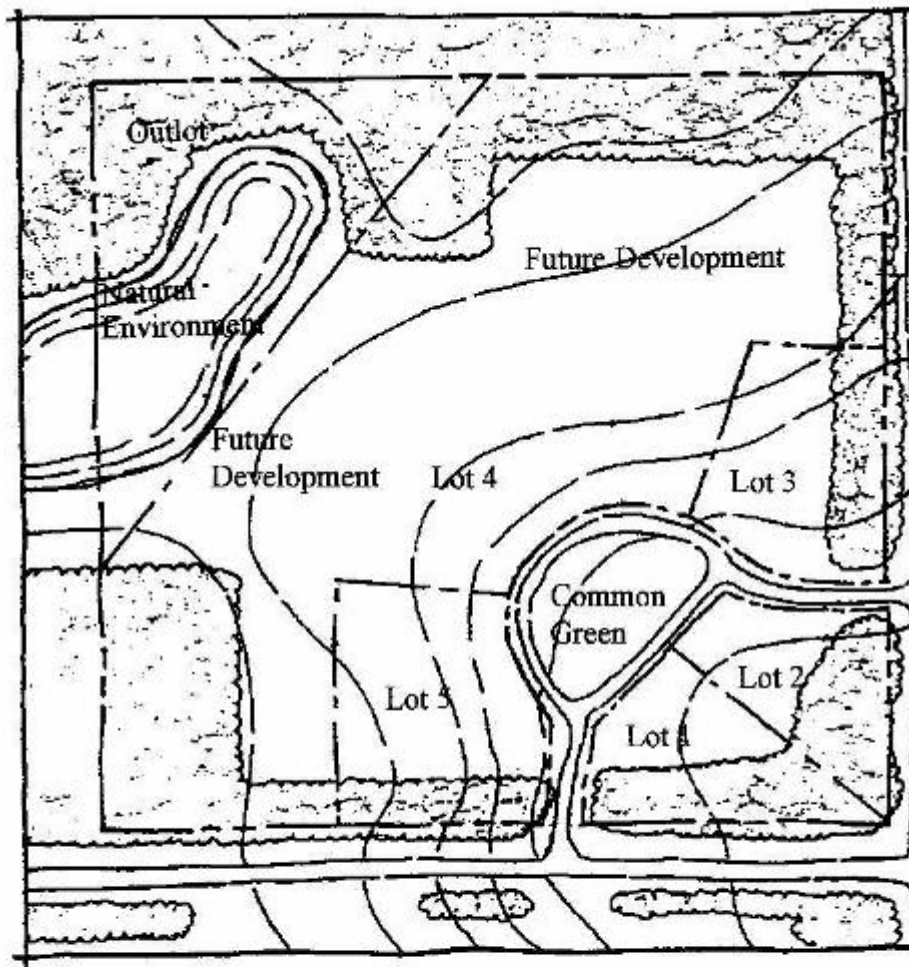 Outlot
Future Development
Natural
Environment
Future
Development
Lot 4
Lot 3
Common
Green
Lot 2
Lot 5
Lot 1